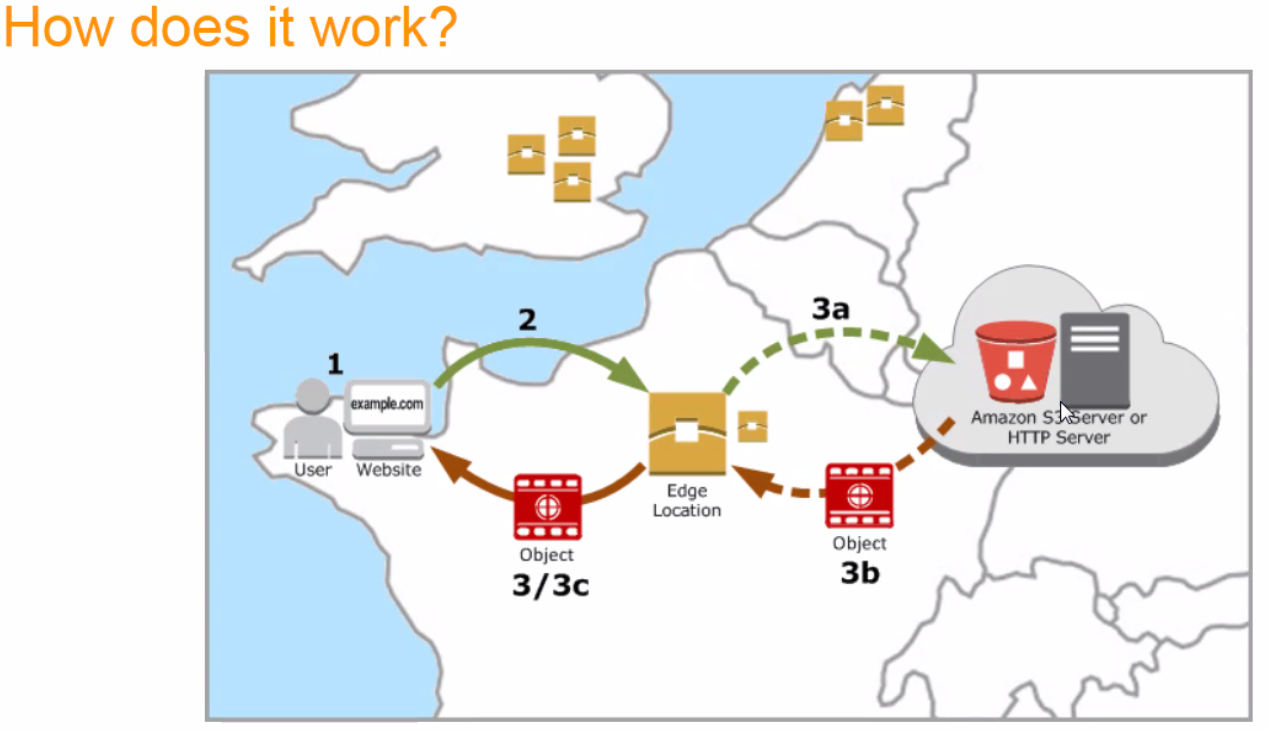 How does it work?
1
2
3a
example.com
User
Website
Edge
Location
Amazon S3 Server or
HTTP Server
Object
3/3c
Object
3b